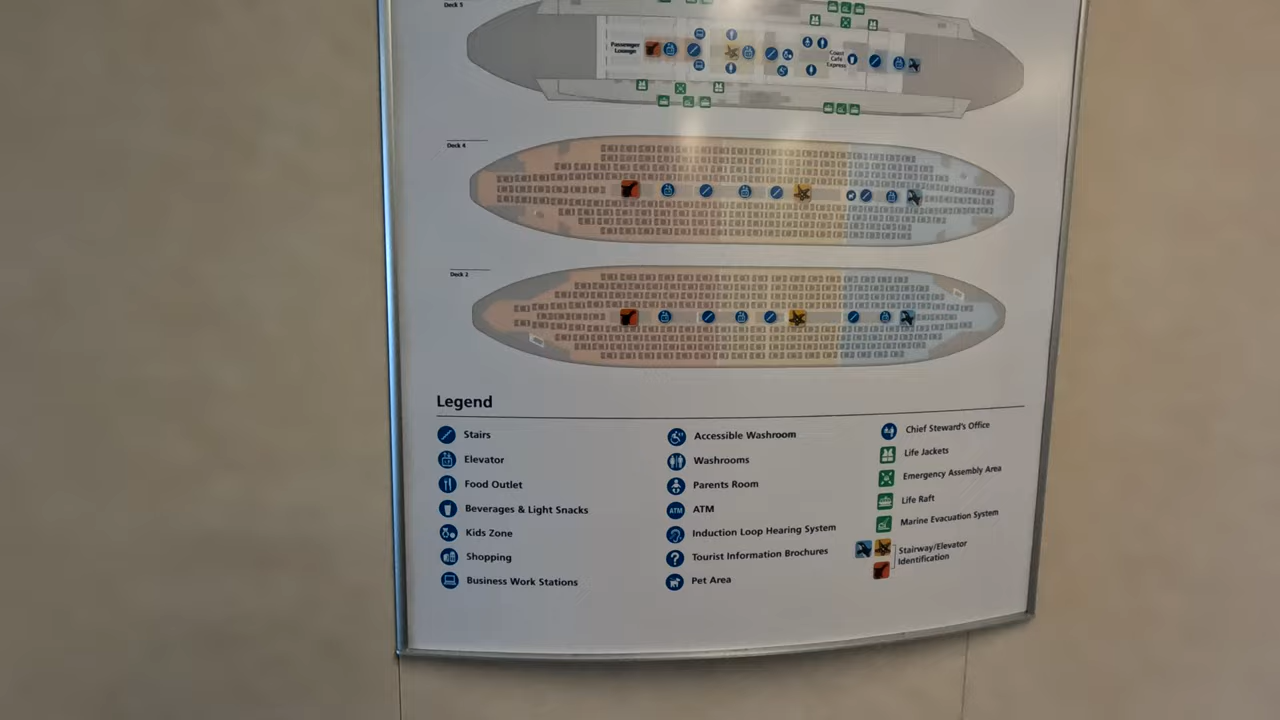 Deck 5
Passenger
Lounge
Coast
Cafe
Express
Deck 4
Deck 2
Legend
Stairs
Elevator
Food Outlet
Beverages & Light Snacks
Kids Zone
Shopping
Business Work Stations
Accessible Washroom
Washrooms
Parents Room
ATM ATM
Induction Loop Hearing System
? Tourist Information Brochures
Pet Area
Chief Steward's Office
Life Jackets
Emergency Assembly Area
Life Raft
Marine Evacuation System
Stairway/Elevator
Identification